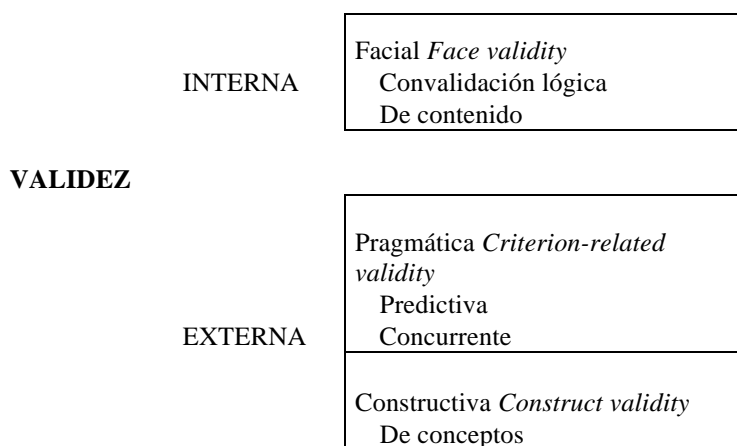 Facial Face validity
INTERNA
Convalidación lógica
De contenido
VALIDEZ
Pragmática Criterion-related
validity
Predictiva
EXTERNA
Concurrente
Constructiva Construct validity
De conceptos